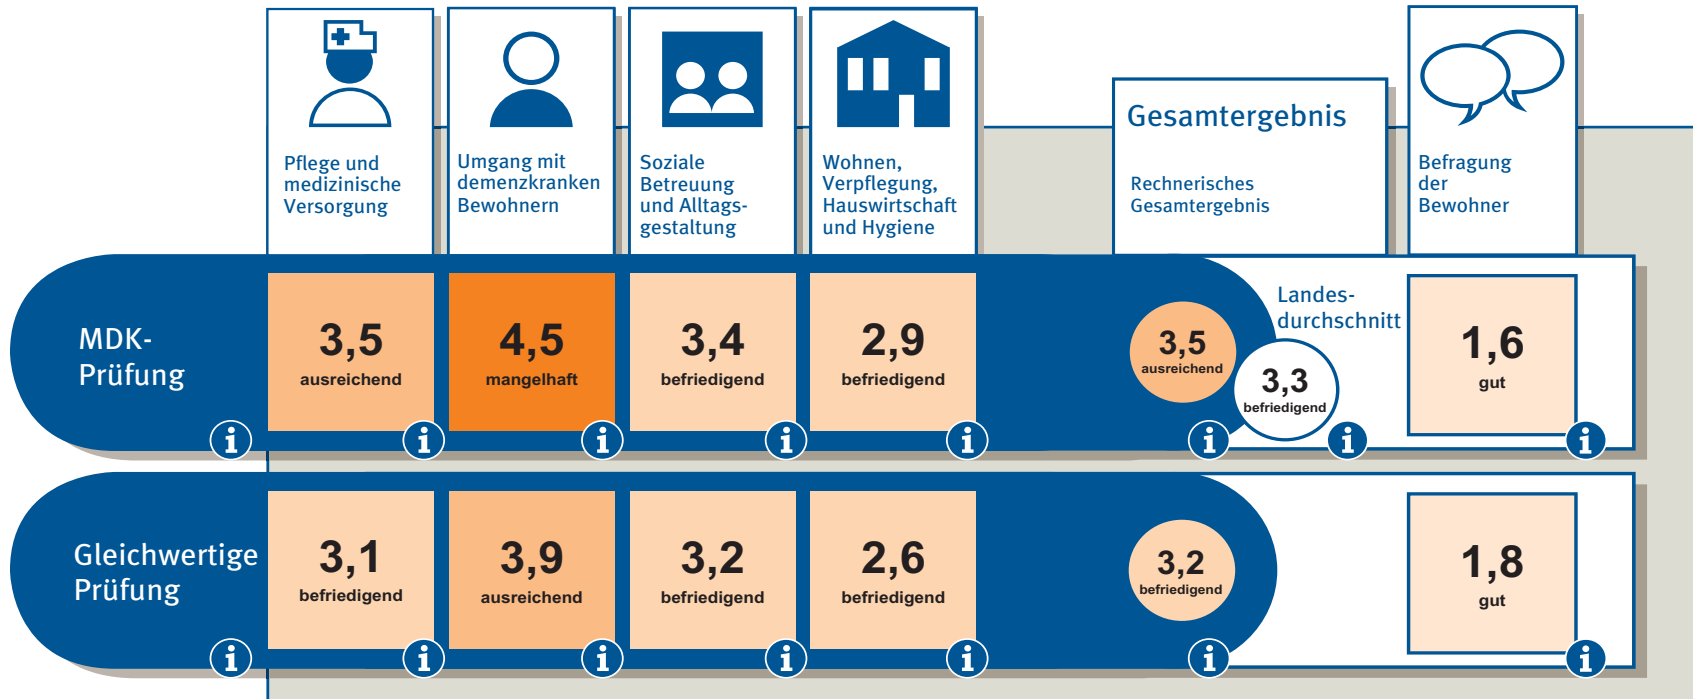 Pflege und
medizinische
Versorgung
Umgang mit
demenzkranken
Bewohnern
Soziale
Betreuung
und Alltags-
gestaltung
Wohnen,
Verpflegung,
Hauswirtschaft
und Hygiene
Gesamtergebnis
Rechnerisches
Gesamtergebnis
Befragung
der
Bewohner
MDK-
Prüfung
3,5
ausreichend
4,5
mangelhaft
3,4
befriedigend
2,9
befriedigend
3,5
ausreichend
Landes-
durchschnitt
3,3
befriedigend
1,6
gut
i
i
i
i
i
i
i
i
Gleichwertige
Prüfung
3,1
befriedigend
3,9
ausreichend
3,2
befriedigend
2,6
befriedigend
3,2
befriedigend
1,8
gut
i
i
i
i
i
i
i